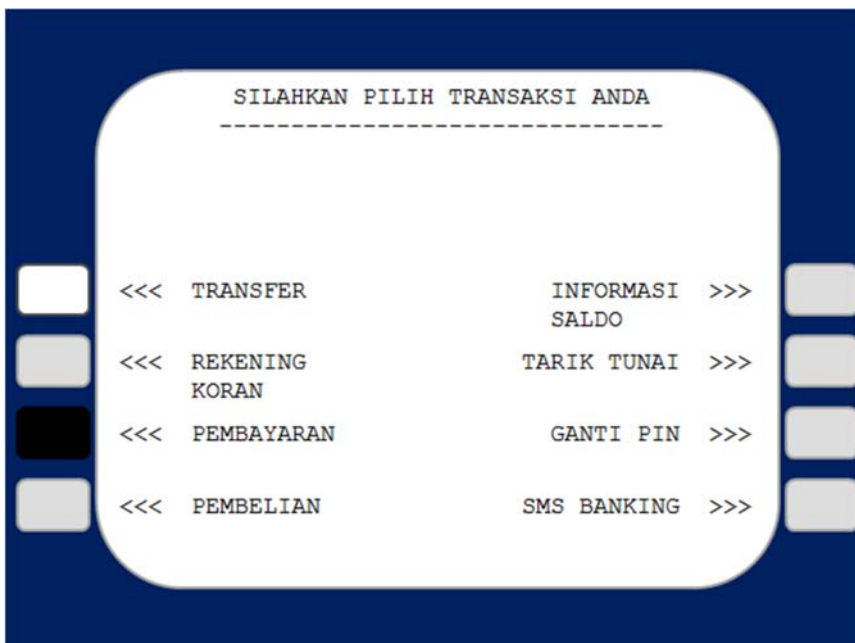 SILAHKAN PILIH TRANSAKSI ANDA
-------------------------------
<<< TRANSFER INFORMASI >>>
SALDO
<<< REKENING TARIK TUNAI >>>
KORAN
<<< PEMBAYARAN GANTI PIN >>>
<<< PEMBELIAN SMS BANKING >>>